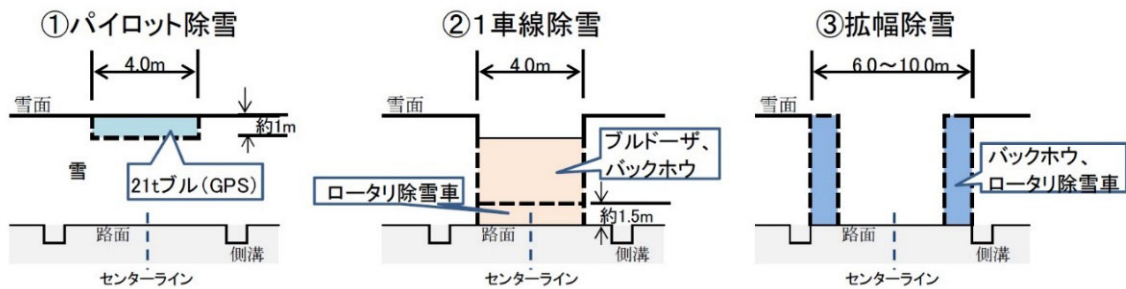 ①パイロット除雪
4.0m
雪面
約1m
雪
21tブル（GPS）
路面
側溝
センターライン
②１車線除雪
4.0m
ブルドーザ、
バックホウ
ロータリ除雪車
約1.5m
路面
側溝
センターライン
③拡幅除雪
6.0～10.0m
雪面
バックホウ、
ロータリ除雪車
路面
側溝
センターライン